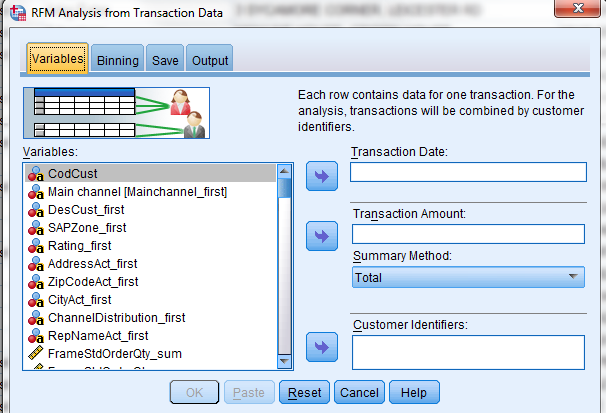 RFM Analysis from Transaction Data
Variables Binning Save Output
Each row contains data for one transaction. For the
analysis, transactions will be combined by customer
identifiers.
Variables:
CodCust
Main channel [Mainchannel_first]
DesCust_first
SAPZone_first
Rating_first
AddressAct_first
ZipCodeAct_first
CityAct_first
ChannelDistribution_first
RepNameAct_first
FrameStdOrderQty_sum
Transaction Date:
Transaction Amount:
Summary Method:
Total
Customer Identifiers:
OK Paste Reset Cancel Help